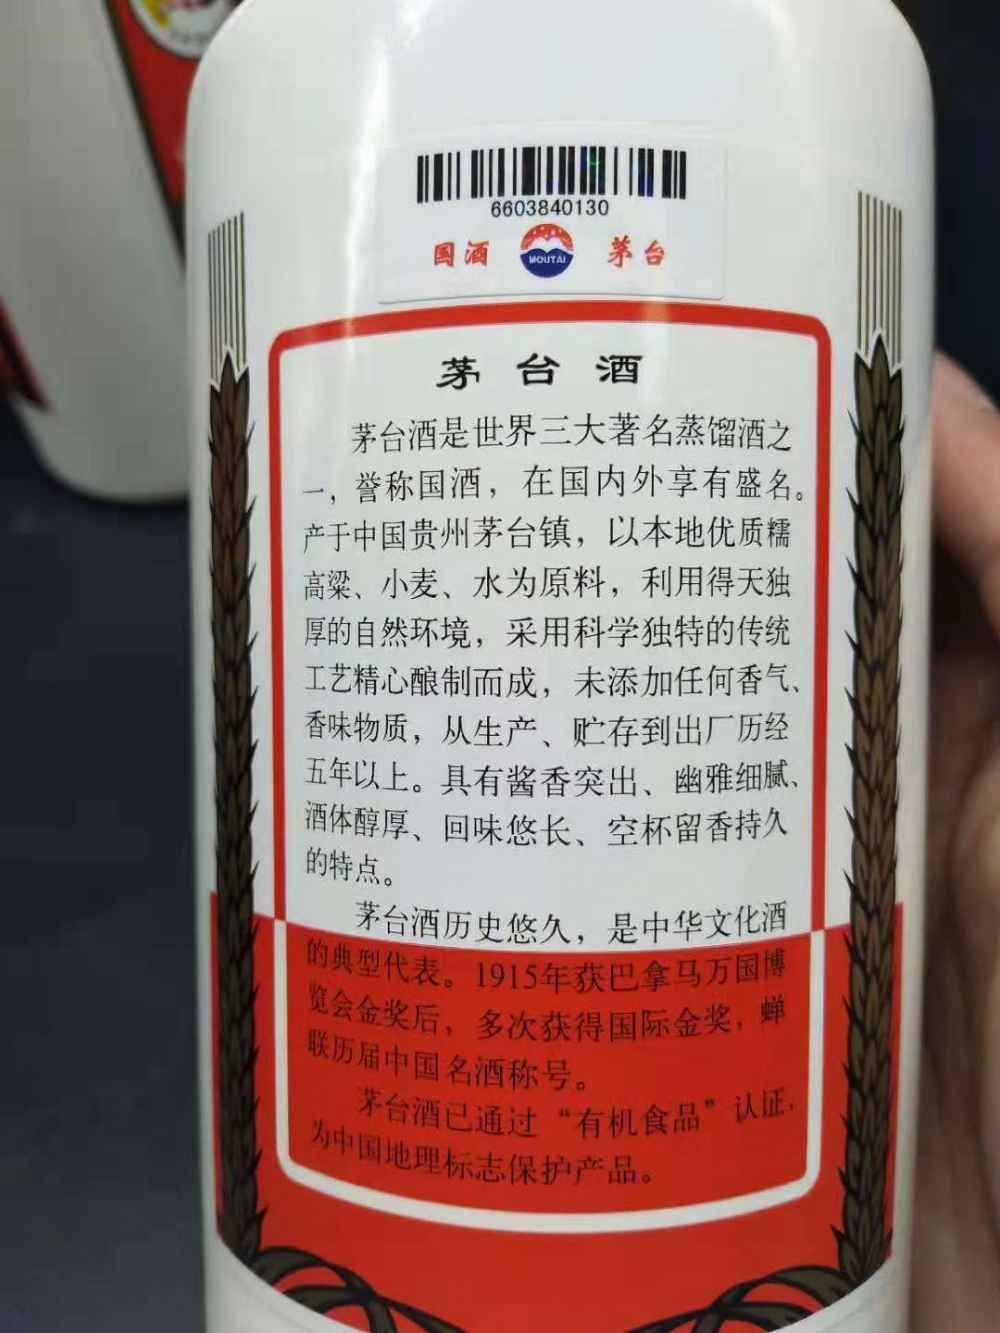 6603840130
国酒 MOUTAI 茅台
茅台酒
茅台酒是世界三大著名蒸馏酒之
一，誉称国酒，在国内外享有盛名。
产于中国贵州茅台镇，以本地优质糯
高粱、小麦、水为原料，利用得天独
厚的自然环境，采用科学独特的传统
工艺精心酿制而成，未添加任何香气、
香味物质，从生产、贮存到出厂历经
五年以上。具有酱香突出、幽雅细腻、
酒体醇厚、回味悠长、空杯留香持久
的特点。
茅台酒历史悠久，是中华文化酒
的典型代表。1915年获巴拿马万国博
览会金奖后，多次获得国际金奖，蝉
联历届中国名酒称号。
茅台酒已通过“有机食品”认证，
为中国地理标志保护产品。